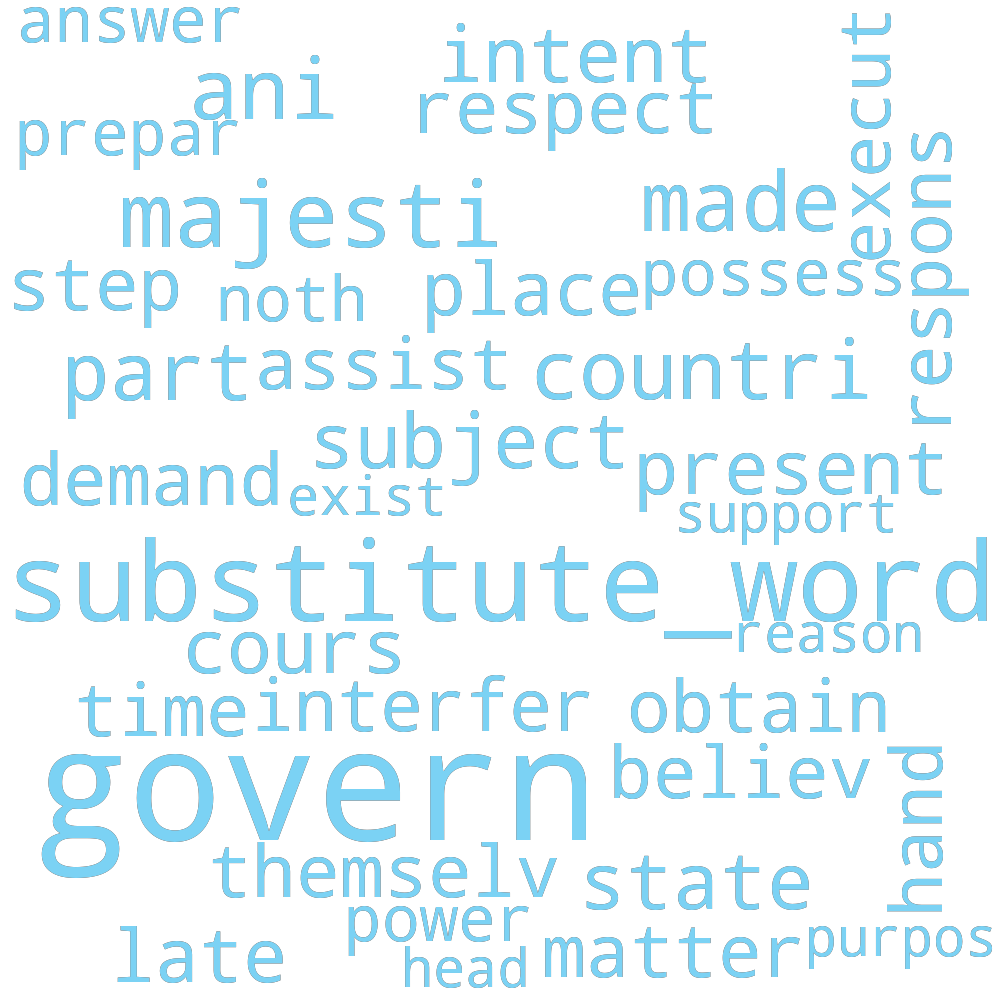 answer
intent
execut
ani
respect
prepar
respons
majesti
made
step
noth
place
possess
part
assist
countri
subject
demand
exist
present
support
substitute_word
cours
—
reason
time
interfer
obtain
govern
believ
hand
themselv
state
power
late
head
matter
purpos